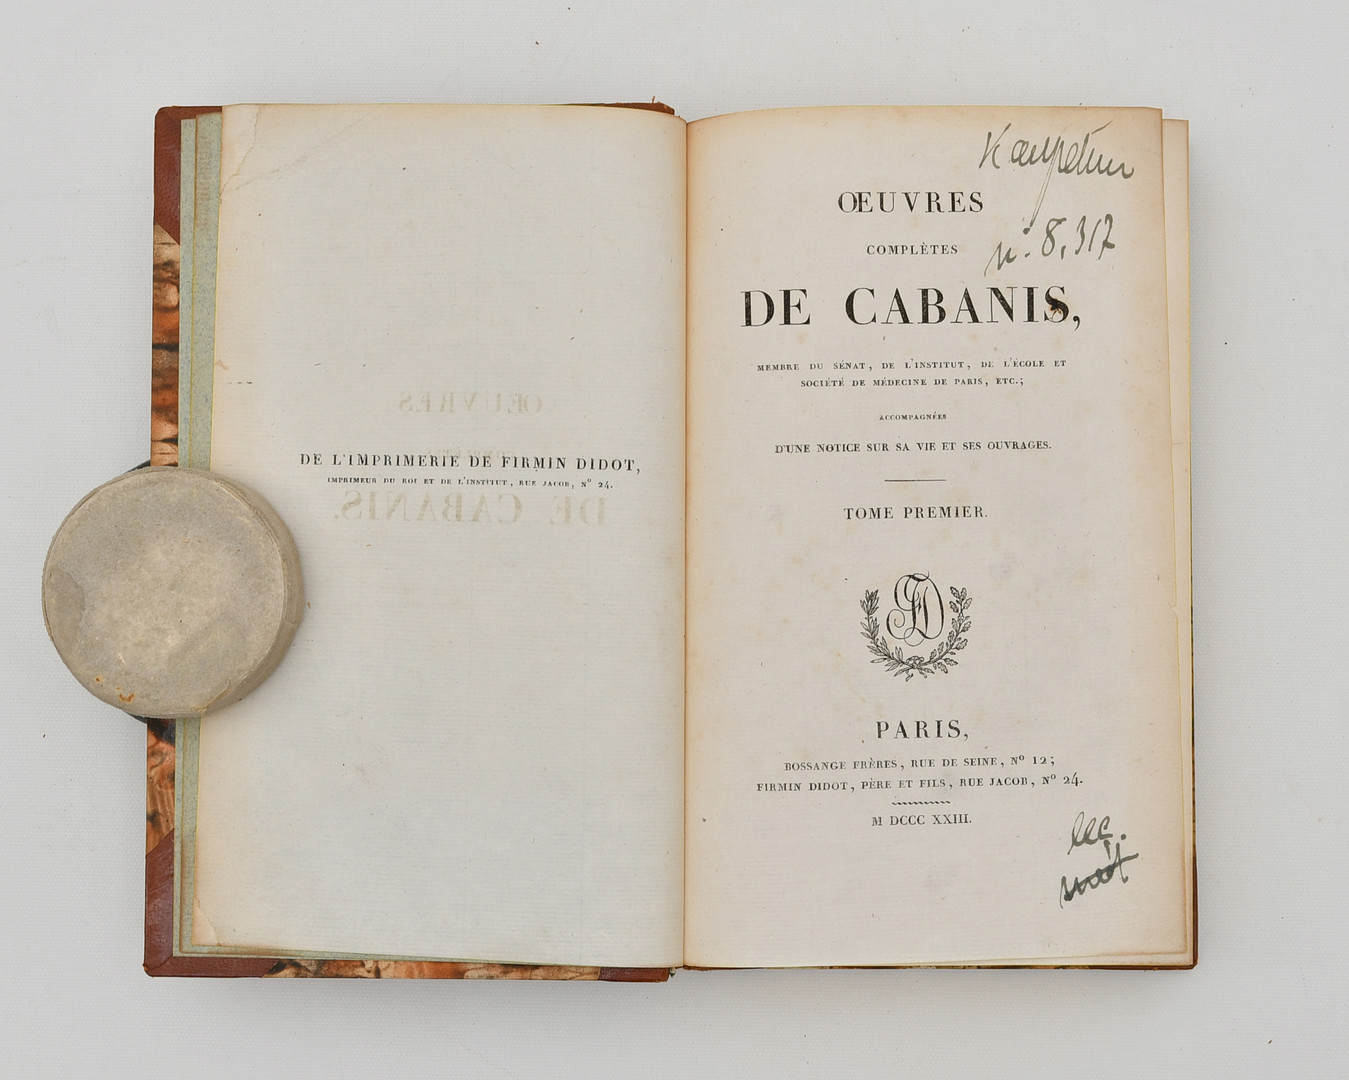 DE L'IMPRIMERIE DE FIRMIN DIDOT,
IMPRIMEUR DU ROI ET DE L'INSTITUT, RUE JACOB, N° 24.
ŒUVRES
COMPLÈTES
n° 8,317
DE CABANIS,
MEMBRE DU SÉNAT, DE L'INSTITUT, DE L'ÉCOLE ET
SOCIÉTÉ DE MÉDECINE DE PARIS, ETC.;
ACCOMPAGNÉES
D'UNE NOTICE SUR SA VIE ET SES OUVRAGES.
TOME PREMIER.
FD
PARIS,
BOSSANGE FRÈRES, RUE DE SEINE, N° 12;
FIRMIN DIDOT, PÈRE ET FILS, RUE JACOB, N° 24.
M DCCC XXIII.